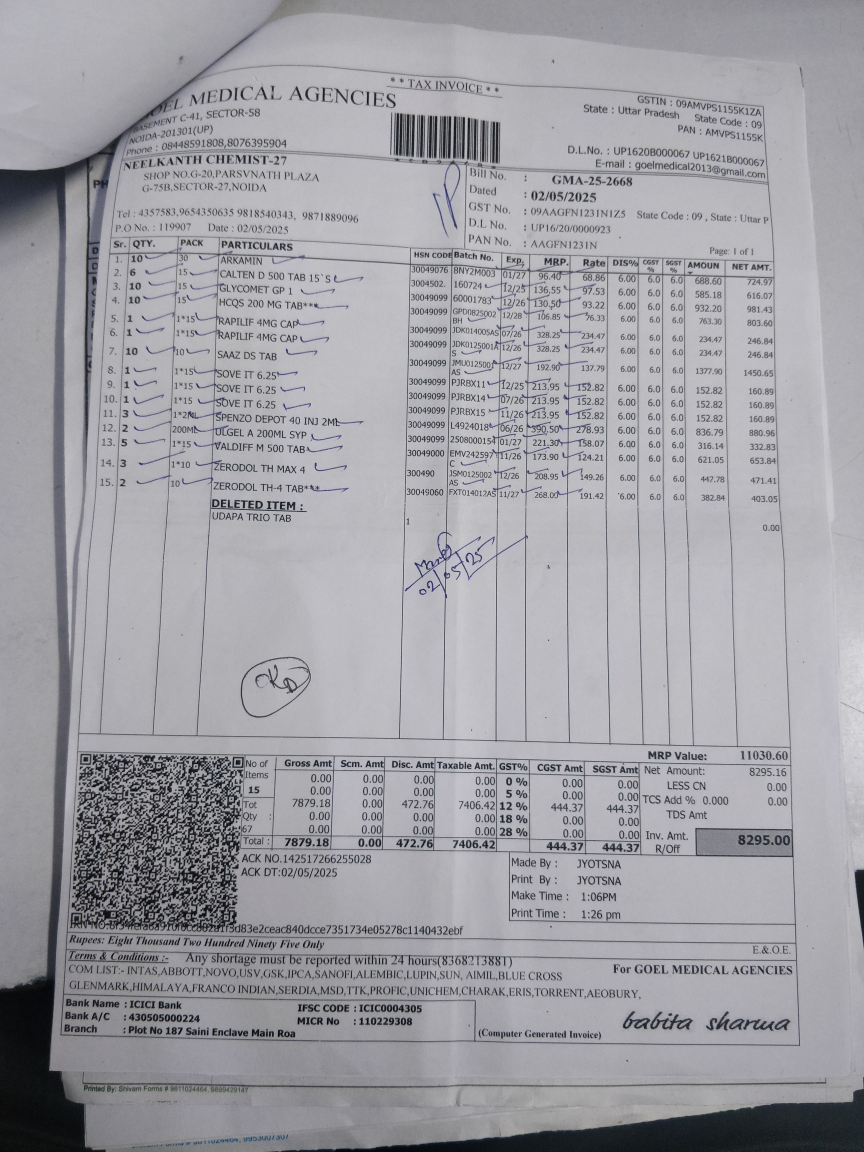 ** TAX INVOICE **
OEL MEDICAL AGENCIES
BASEMENT C-41, SECTOR-58
NOIDA-201301(UP)
Phone : 08448591808,8076395904
GSTIN : 09AMVPS1155K1ZA
State : Uttar Pradesh State Code : 09
PAN : AMVPS1155K
D.L.No. : UP1620B000067 UP1621B000067
E-mail : goelmedical2013@gmail.com
NEELKANTH CHEMIST-27
SHOP NO.G-20,PARSVNATH PLAZA
G-75B,SECTOR-27,NOIDA
Tel : 4357583,9654350635 9818540343, 9871889096
P.O No. : 119907 Date : 02/05/2025
Bill No. : GMA-25-2668
Dated : 02/05/2025
GST No. : 09AAGFN1231N1Z5 State Code : 09 , State : Uttar P
D.L No. : UP16/20/0000923
PAN No. : AAGFN1231N
Page: 1 of 1
Sr. QTY. PACK PARTICULARS HSN CODE Batch No. Exp. MRP. Rate DIS% CGST % SGST % AMOUN NET AMT.
1. 10 30 ARKAMIN 30049076 BNY2M003 01/27 96.40 68.86 6.00 6.0 6.0 688.60 724.97
2. 6 15 CALTEN D 500 TAB 15`S 3004502. 160724 12/25 136.55 97.53 6.00 6.0 6.0 585.18 616.07
3. 10 15 GLYCOMET GP 1 30049099 60001783 12/26 130.50 93.22 6.00 6.0 6.0 932.20 981.43
4. 10 15 HCQS 200 MG TAB*** 30049099 GPD0825002 BH 12/28 106.85 76.33 6.00 6.0 6.0 763.30 803.60
5. 1 1*15 RAPILIF 4MG CAP 30049099 JDK014005AS 07/26 328.25 234.47 6.00 6.0 6.0 234.47 246.84
6. 1 1*15 RAPILIF 4MG CAP 30049099 JDK0125001A S 12/26 328.25 234.47 6.00 6.0 6.0 234.47 246.84
7. 10 10 SAAZ DS TAB 30049099 JMU0125001 AS 12/27 192.90 137.79 6.00 6.0 6.0 1377.90 1450.65
8. 1 1*15 SOVE IT 6.25 30049099 PJRBX11 12/25 213.95 152.82 6.00 6.0 6.0 152.82 160.89
9. 1 1*15 SOVE IT 6.25 30049099 PJRBX14 07/26 213.95 152.82 6.00 6.0 6.0 152.82 160.89
10. 1 1*15 SOVE IT 6.25 30049099 PJRBX15 11/26 213.95 152.82 6.00 6.0 6.0 152.82 160.89
11. 3 1*2ML SPENZO DEPOT 40 INJ 2ML 30049099 L4924018 06/26 390.50 278.93 6.00 6.0 6.0 836.79 880.96
12. 2 200ML ULGEL A 200ML SYP 30049099 2508000154 01/27 221.30 158.07 6.00 6.0 6.0 316.14 332.83
13. 5 1*15 VALDIFF M 500 TAB 30049000 EMV242597 C 11/26 173.90 124.21 6.00 6.0 6.0 621.05 653.84
14. 3 1*10 ZERODOL TH MAX 4 300490 JSM0125002 AS 12/26 208.95 149.26 6.00 6.0 6.0 447.78 471.41
15. 2 10 ZERODOL TH-4 TAB*** 30049060 FXT014012AS 11/27 268.00 191.42 6.00 6.0 6.0 382.84 403.05
DELETED ITEM :
UDAPA TRIO TAB 1 0.00
02/05/25
MRP Value: 11030.60
No of Items 15 Tot Qty : 67
Gross Amt Scm. Amt Disc. Amt Taxable Amt. GST% CGST Amt SGST Amt
0.00 0.00 0.00 0.00 0 % 0.00 0.00
0.00 0.00 0.00 0.00 5 % 0.00 0.00
7879.18 0.00 472.76 7406.42 12 % 444.37 444.37
0.00 0.00 0.00 0.00 18 % 0.00 0.00
0.00 0.00 0.00 0.00 28 % 0.00 0.00
Total : 7879.18 0.00 472.76 7406.42 444.37 444.37
Net Amount: 8295.16
LESS CN 0.00
TCS Add % 0.000 0.00
TDS Amt
Inv. Amt. R/Off 8295.00
ACK NO.142517266255028
ACK DT:02/05/2025
Made By : JYOTSNA
Print By : JYOTSNA
Make Time : 1:06PM
Print Time : 1:26 pm
Rupees: Eight Thousand Two Hundred Ninety Five Only
E.&.O.E.
Terms & Conditions :- Any shortage must be reported within 24 hours(8368213881)
COM LIST:- INTAS,ABBOTT,NOVO,USV,GSK,IPCA,SANOFI,ALEMBIC,LUPIN,SUN, AIMIL,BLUE CROSS
GLENMARK,HIMALAYA,FRANCO INDIAN,SERDIA,MSD,TTK,PROFIC,UNICHEM,CHARAK,ERIS,TORRENT,AEOBURY,
For GOEL MEDICAL AGENCIES
Bank Name : ICICI Bank
Bank A/C : 430505000224
Branch : Plot No 187 Saini Enclave Main Roa
IFSC CODE : ICIC0004305
MICR No : 110229308
(Computer Generated Invoice)
babita sharma
Printed By: Shivam Forms # 9811024464, 9899429147